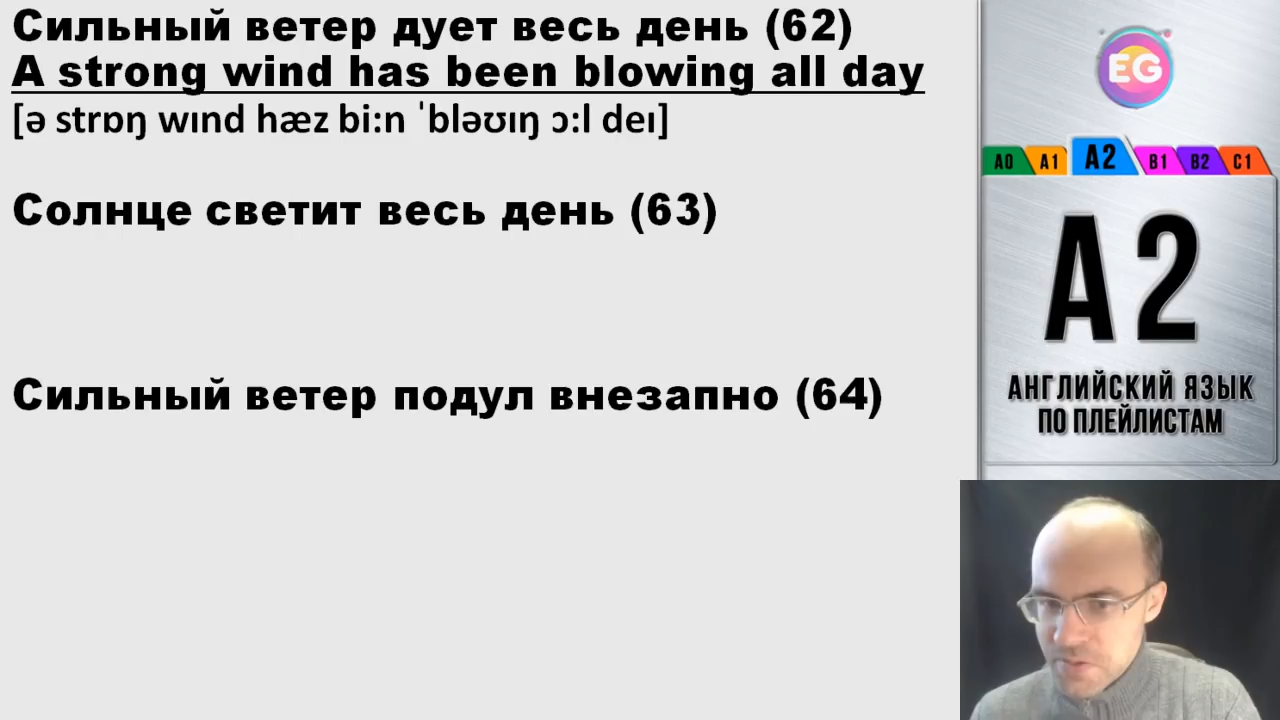 Сильный ветер дует весь день (62)
A strong wind has been blowing all day
[ə strɒŋ wɪnd hæz bi:n ˈbləʊɪŋ ɔ:l deɪ]
Солнце светит весь день (63)
Сильный ветер подул внезапно (64)
EG
A0 A1 A2 B1 B2 C1
A2
АНГЛИЙСКИЙ ЯЗЫК
ПО ПЛЕЙЛИСТАМ